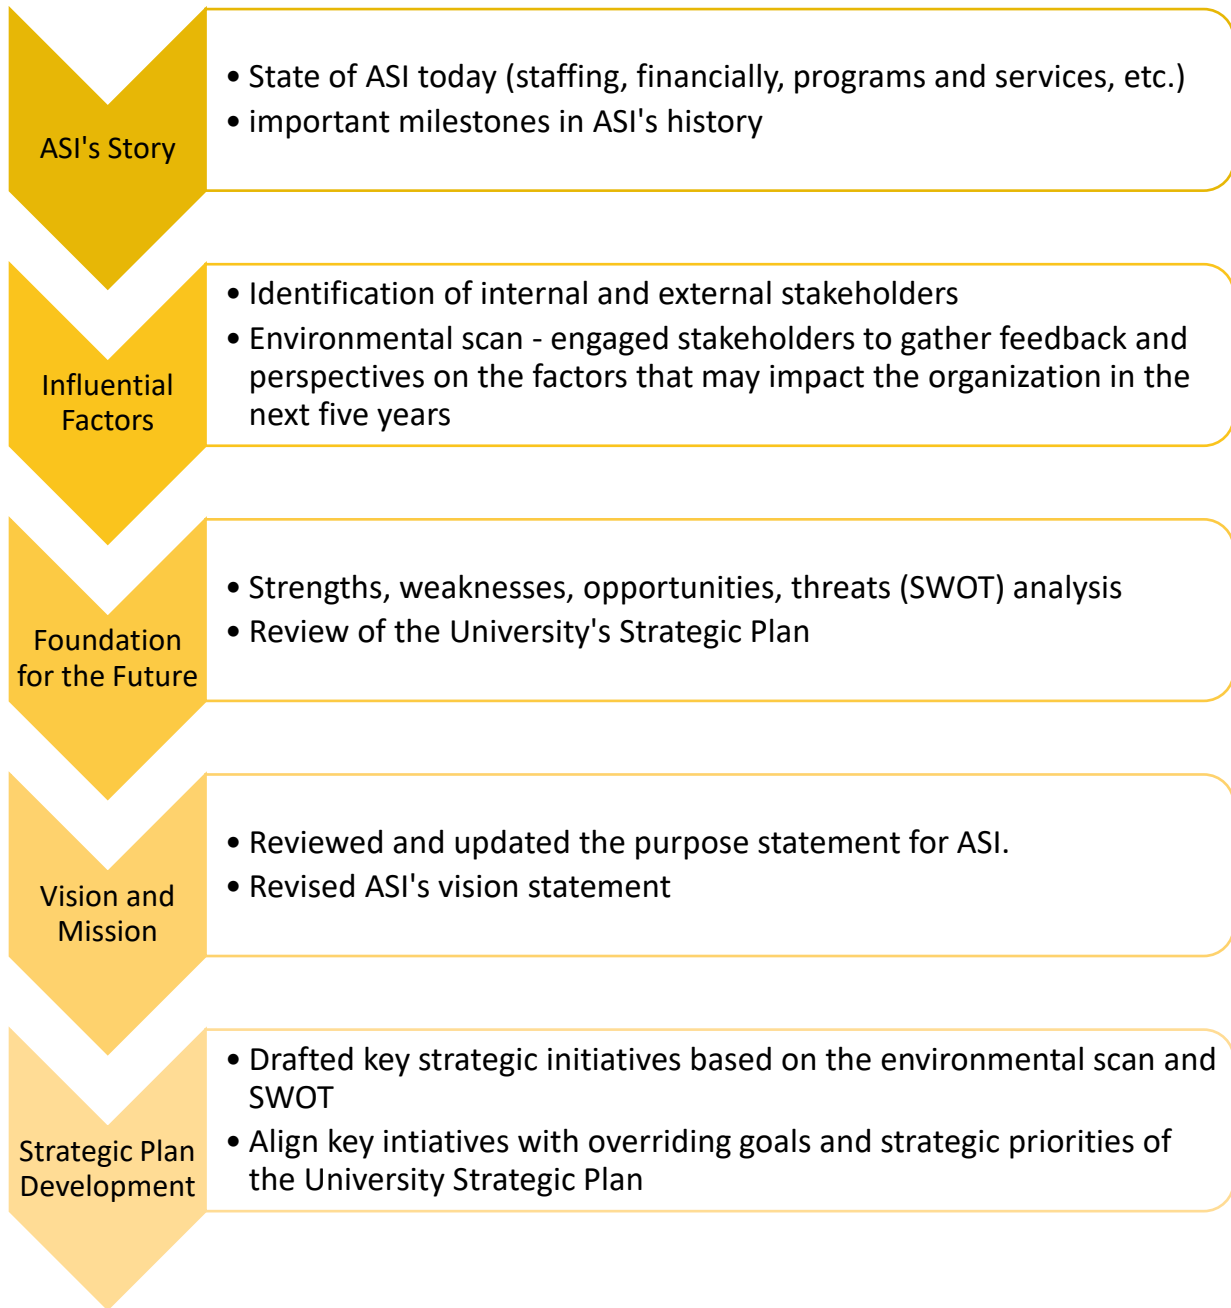 ASI's Story
• State of ASI today (staffing, financially, programs and services, etc.)
• important milestones in ASI's history
Influential
Factors
• Identification of internal and external stakeholders
• Environmental scan - engaged stakeholders to gather feedback and
perspectives on the factors that may impact the organization in the
next five years
Foundation
for the Future
• Strengths, weaknesses, opportunities, threats (SWOT) analysis
• Review of the University's Strategic Plan
Vision and
Mission
• Reviewed and updated the purpose statement for ASI.
• Revised ASI's vision statement
Strategic Plan
Development
• Drafted key strategic initiatives based on the environmental scan and
SWOT
• Align key intiatives with overriding goals and strategic priorities of
the University Strategic Plan